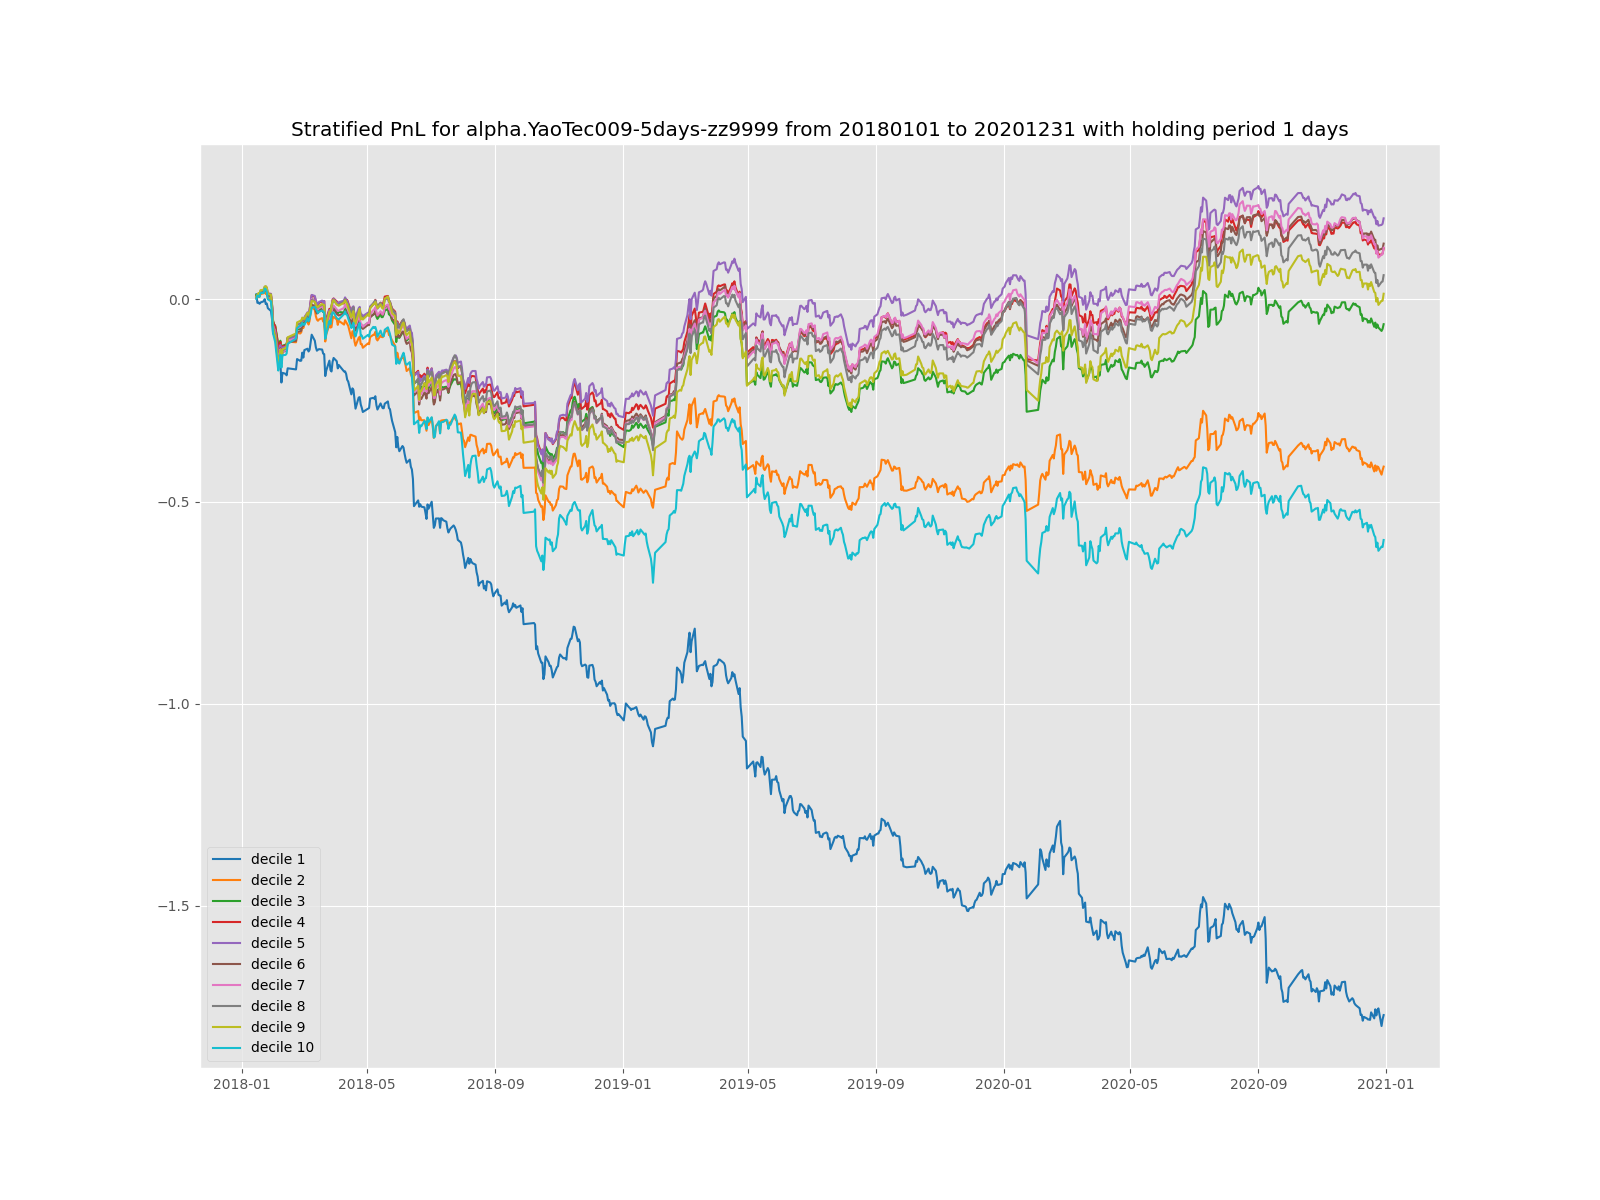 Stratified PnL for alpha.YaoTec009-5days-zz9999 from 20180101 to 20201231 with holding period 1 days
0.0
−0.5
−1.0
−1.5
decile 1
decile 2
decile 3
decile 4
decile 5
decile 6
decile 7
decile 8
decile 9
decile 10
2018-01 2018-05 2018-09 2019-01 2019-05 2019-09 2020-01 2020-05 2020-09 2021-01